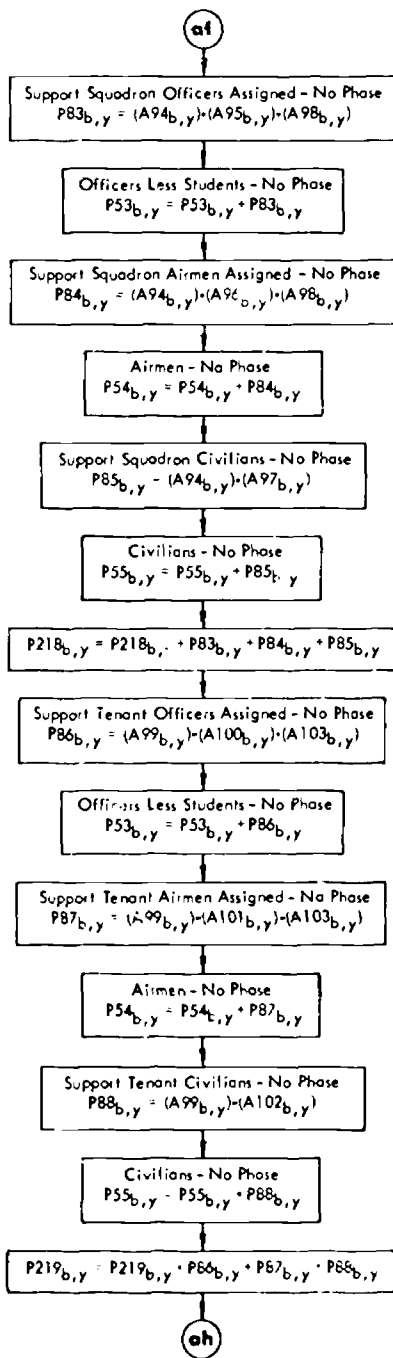 af
Support Squadron Officers Assigned - No Phase
P83b,y = (A94b,y)•(A95b,y)•(A98b,y)
Officers Less Students - No Phase
P53b,y = P53b,y + P83b,y
Support Squadron Airmen Assigned - No Phase
P84b,y = (A94b,y)•(A96b,y)•(A98b,y)
Airmen - No Phase
P54b,y = P54b,y + P84b,y
Support Squadron Civilians - No Phase
P85b,y - (A94b,y)•(A97b,y)
Civilians - No Phase
P55b,y = P55b,y + P85b, y
P218b,y = P218b,. + P83b,y + P84b,y + P85b,y
Support Tenant Officers Assigned - No Phase
P86b,y = (A99b,y)-(A100b,y)•(A103b,y)
Officers Less Students - No Phase
P53b,y = P53b,y + P86b,y
Support Tenant Airmen Assigned - No Phase
P87b,y = (A99b,y)-(A101b,y)-(A103b,y)
Airmen - No Phase
P54b,y = P54b,y + P87b,y
Support Tenant Civilians - No Phase
P88b,y = (A99b,y)-(A102b,y)
Civilians - No Phase
P55b,y - P55b,y • P88b,y
P219b,y = P219b,y • P86b,y + P87b,y • P88b,y
ah